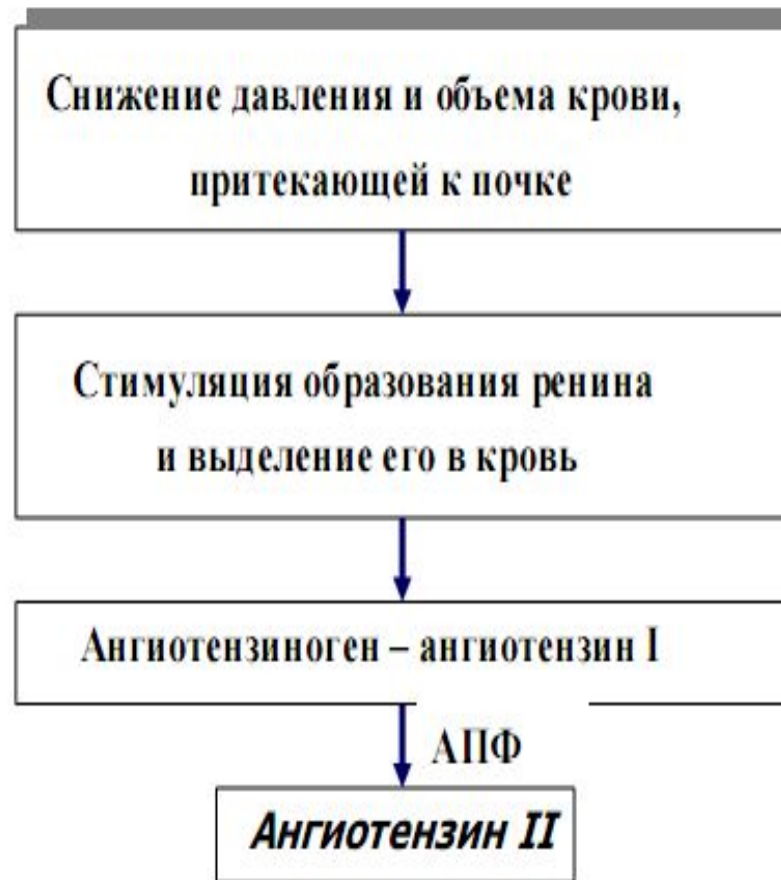 Снижение давления и объема крови,
притекающей к почке
Стимуляция образования ренина
и выделение его в кровь
Ангиотензиноген – ангиотензин I
АПФ
Ангиотензин II